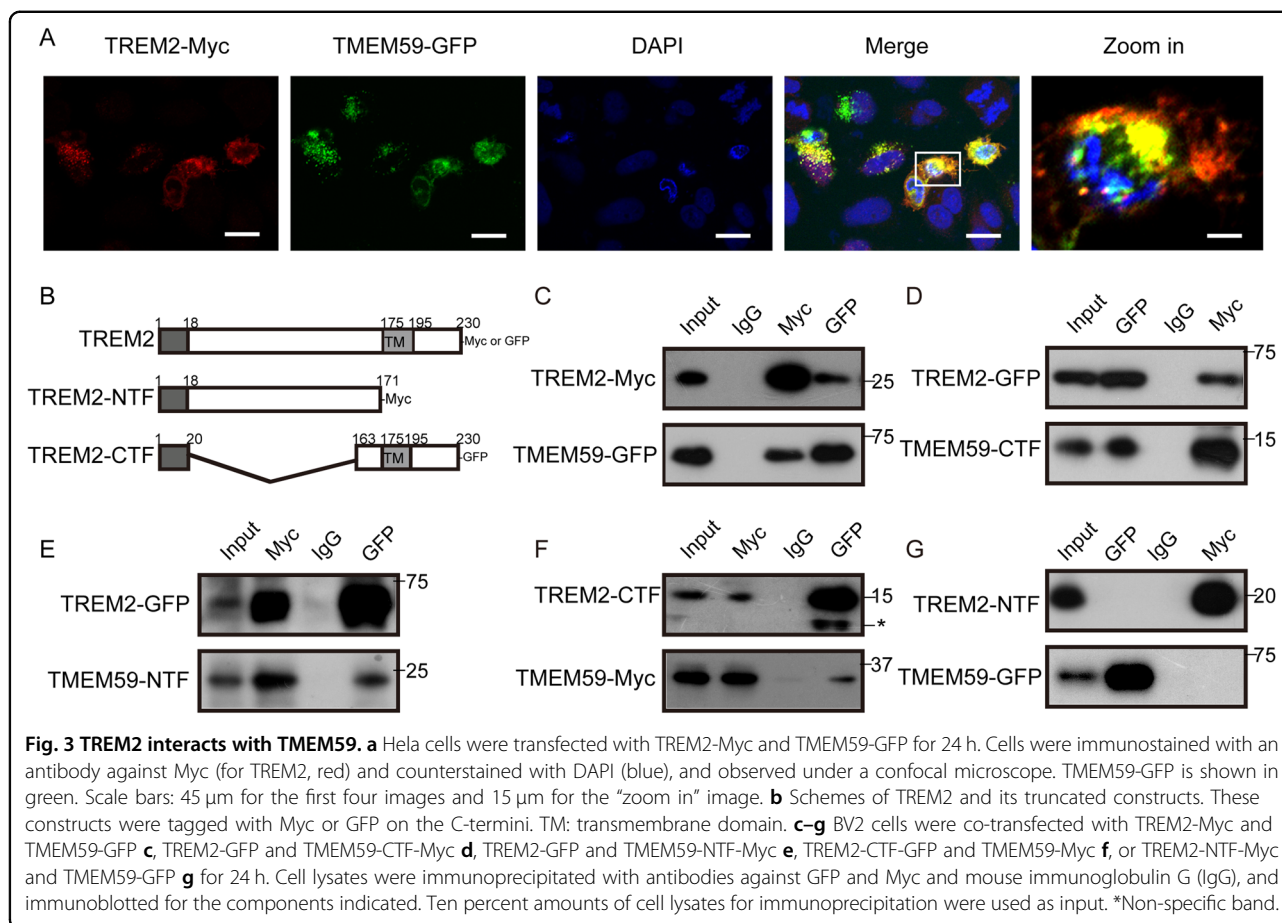 A
TREM2-Myc
TMEM59-GFP
DAPI
Merge
Zoom in
B
1 18 175 195 230
TREM2 TM -Myc or GFP
1 18 171
TREM2-NTF -Myc
1 20 163 175 195 230
TREM2-CTF TM -GFP
C
Input IgG Myc GFP
TREM2-Myc 25
75
TMEM59-GFP
D
Input GFP IgG Myc
75
TREM2-GFP
15
TMEM59-CTF
E
Input Myc IgG GFP
75
TREM2-GFP
25
TMEM59-NTF
F
Input Myc IgG GFP
TREM2-CTF 15
*
37
TMEM59-Myc
G
Input GFP IgG Myc
TREM2-NTF 20
75
TMEM59-GFP
Fig. 3 TREM2 interacts with TMEM59. a Hela cells were transfected with TREM2-Myc and TMEM59-GFP for 24 h. Cells were immunostained with an
antibody against Myc (for TREM2, red) and counterstained with DAPI (blue), and observed under a confocal microscope. TMEM59-GFP is shown in
green. Scale bars: 45 μm for the first four images and 15 μm for the “zoom in” image. b Schemes of TREM2 and its truncated constructs. These
constructs were tagged with Myc or GFP on the C-termini. TM: transmembrane domain. c–g BV2 cells were co-transfected with TREM2-Myc and
TMEM59-GFP c, TREM2-GFP and TMEM59-CTF-Myc d, TREM2-GFP and TMEM59-NTF-Myc e, TREM2-CTF-GFP and TMEM59-Myc f, or TREM2-NTF-Myc
and TMEM59-GFP g for 24 h. Cell lysates were immunoprecipitated with antibodies against GFP and Myc and mouse immunoglobulin G (IgG), and
immunoblotted for the components indicated. Ten percent amounts of cell lysates for immunoprecipitation were used as input. *Non-specific band.